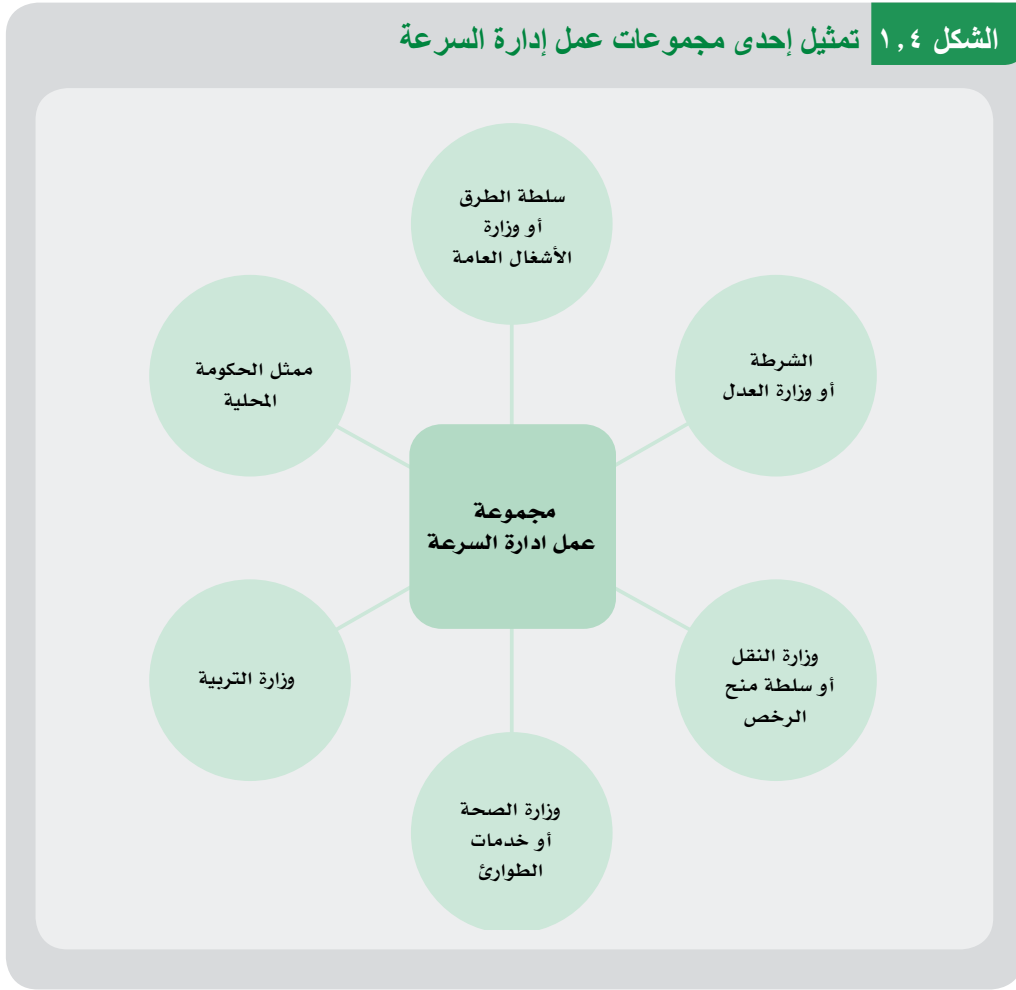 الشكل ١,٤ تمثيل إحدى مجموعات عمل إدارة السرعة
سلطة الطرق
أو وزارة
الأشغال العامة
الشرطة
أو وزارة العدل
ممثل الحكومة
المحلية
مجموعة
عمل ادارة السرعة
وزارة النقل
أو سلطة منح
الرخص
وزارة التربية
وزارة الصحة
أو خدمات
الطوارئ